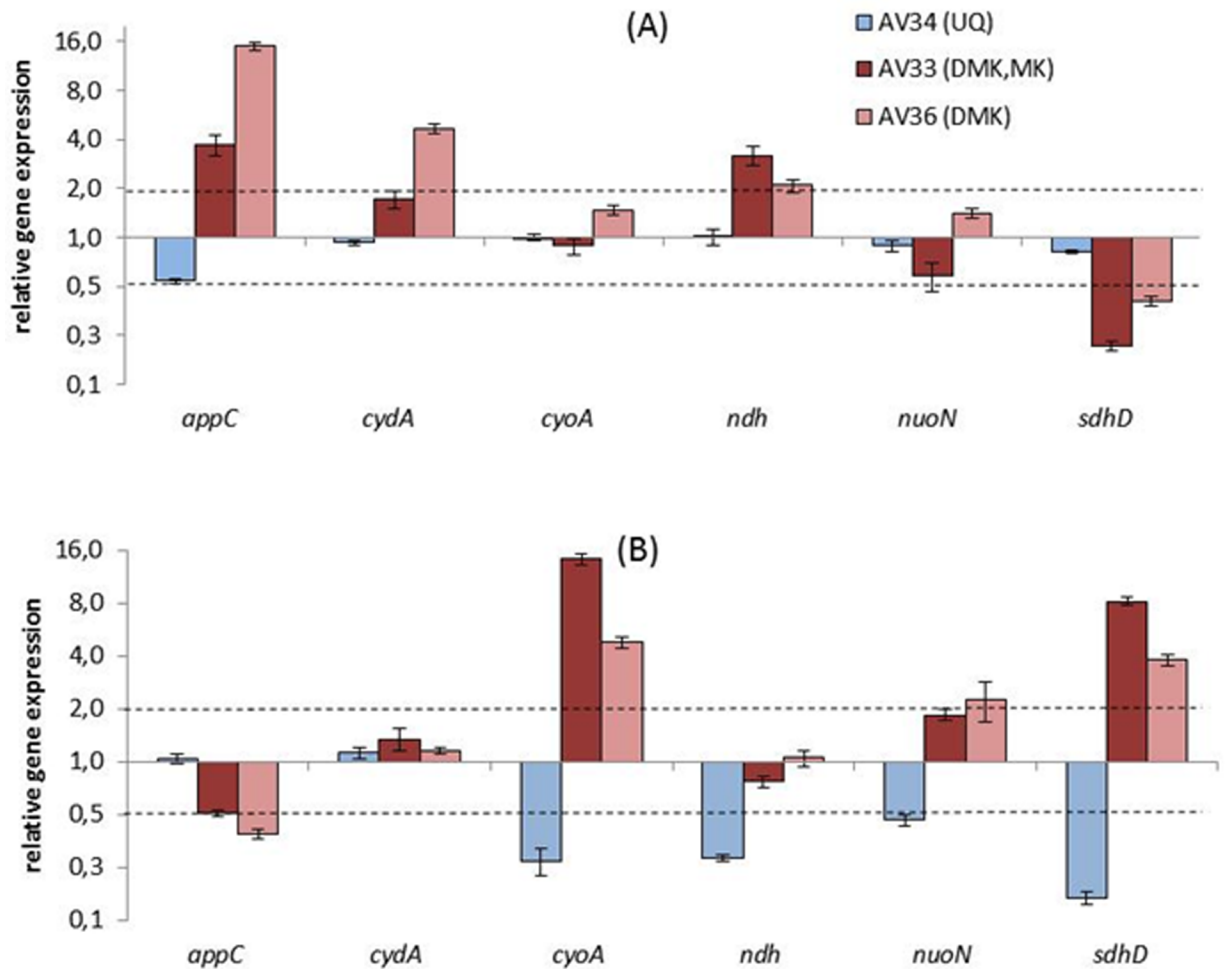 (A)
AV34 (UQ)
AV33 (DMK,MK)
AV36 (DMK)
relative gene expression
16,0
8,0
4,0
2,0
1,0
0,5
0,3
0,1
appC cydA cyoA ndh nuoN sdhD
(B)
relative gene expression
16,0
8,0
4,0
2,0
1,0
0,5
0,3
0,1
appC cydA cyoA ndh nuoN sdhD